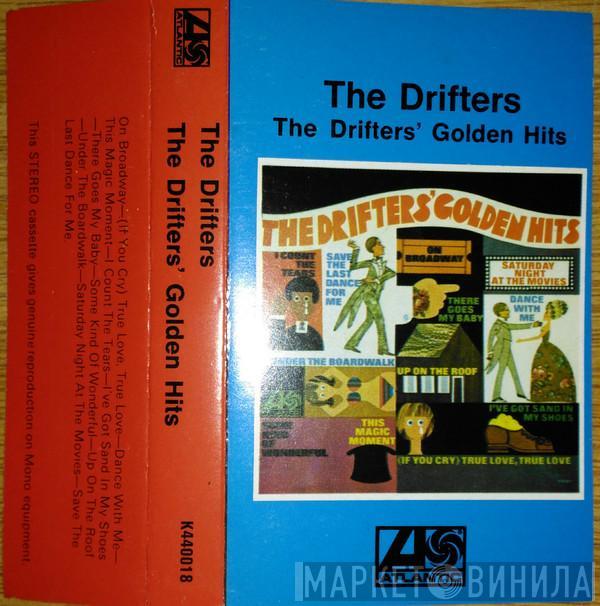 The Drifters
The Drifters' Golden Hits
THE DRIFTERS' GOLDEN HITS
I COUNT
THE
TEARS
SAVE
THE
LAST
DANCE
FOR
ME
ON
BROADWAY
SATURDAY
NIGHT
AT THE MOVIES
THERE
GOES
MY BABY
DANCE
WITH
ME
UNDER THE BOARDWALK
UP ON THE ROOF
I'VE GOT SAND IN
MY SHOES
SOME
KIND OF
WONDERFUL
THIS
MAGIC
MOMENT
(IF YOU CRY) TRUE LOVE, TRUE LOVE
ATLANTIC
МАРКЕТ ВИНИЛА
ATLANTIC
The Drifters
The Drifters' Golden Hits
K440018
On Broadway—(If You Cry) True Love, True Love—Dance With Me—
This Magic Moment—I Count The Tears—I've Got Sand In My Shoes
—There Goes My Baby—Some Kind Of Wonderful—Up On The Roof
—Under The Boardwalk—Saturday Night At The Movies—Save The
Last Dance For Me
This STEREO cassette gives genuine reproduction on Mono equipment.